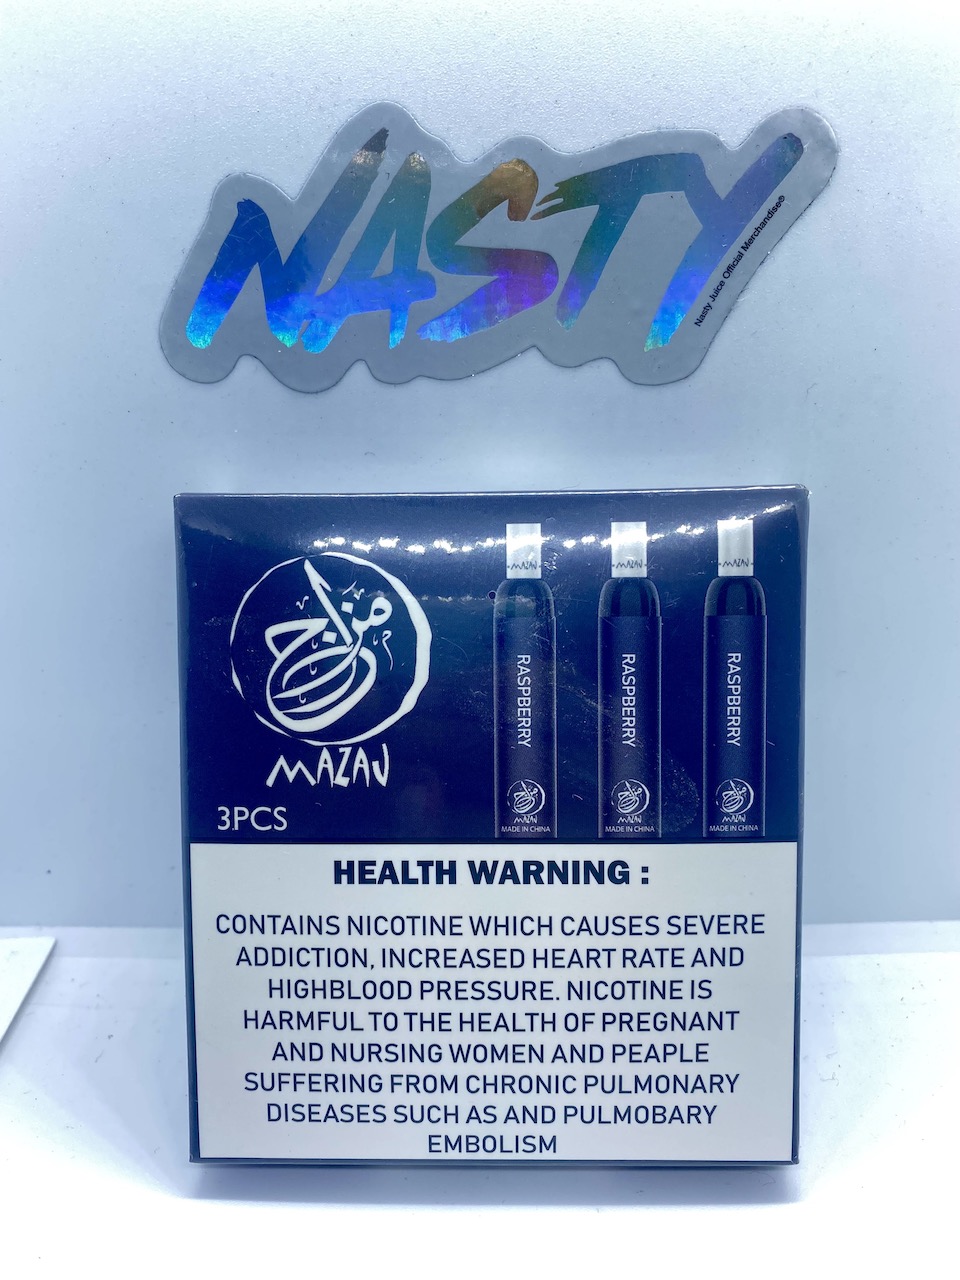 NASTY
Nasty Juice Official Merchandise®
مزاج
MAZAJ
3PCS
MAZAJ
RASPBERRY
MAZAJ
MADE IN CHINA
MAZAJ
RASPBERRY
MAZAJ
MADE IN CHINA
MAZAJ
RASPBERRY
MAZAJ
MADE IN CHINA
HEALTH WARNING :
CONTAINS NICOTINE WHICH CAUSES SEVERE
ADDICTION, INCREASED HEART RATE AND
HIGHBLOOD PRESSURE. NICOTINE IS
HARMFUL TO THE HEALTH OF PREGNANT
AND NURSING WOMEN AND PEAPLE
SUFFERING FROM CHRONIC PULMONARY
DISEASES SUCH AS AND PULMOBARY
EMBOLISM